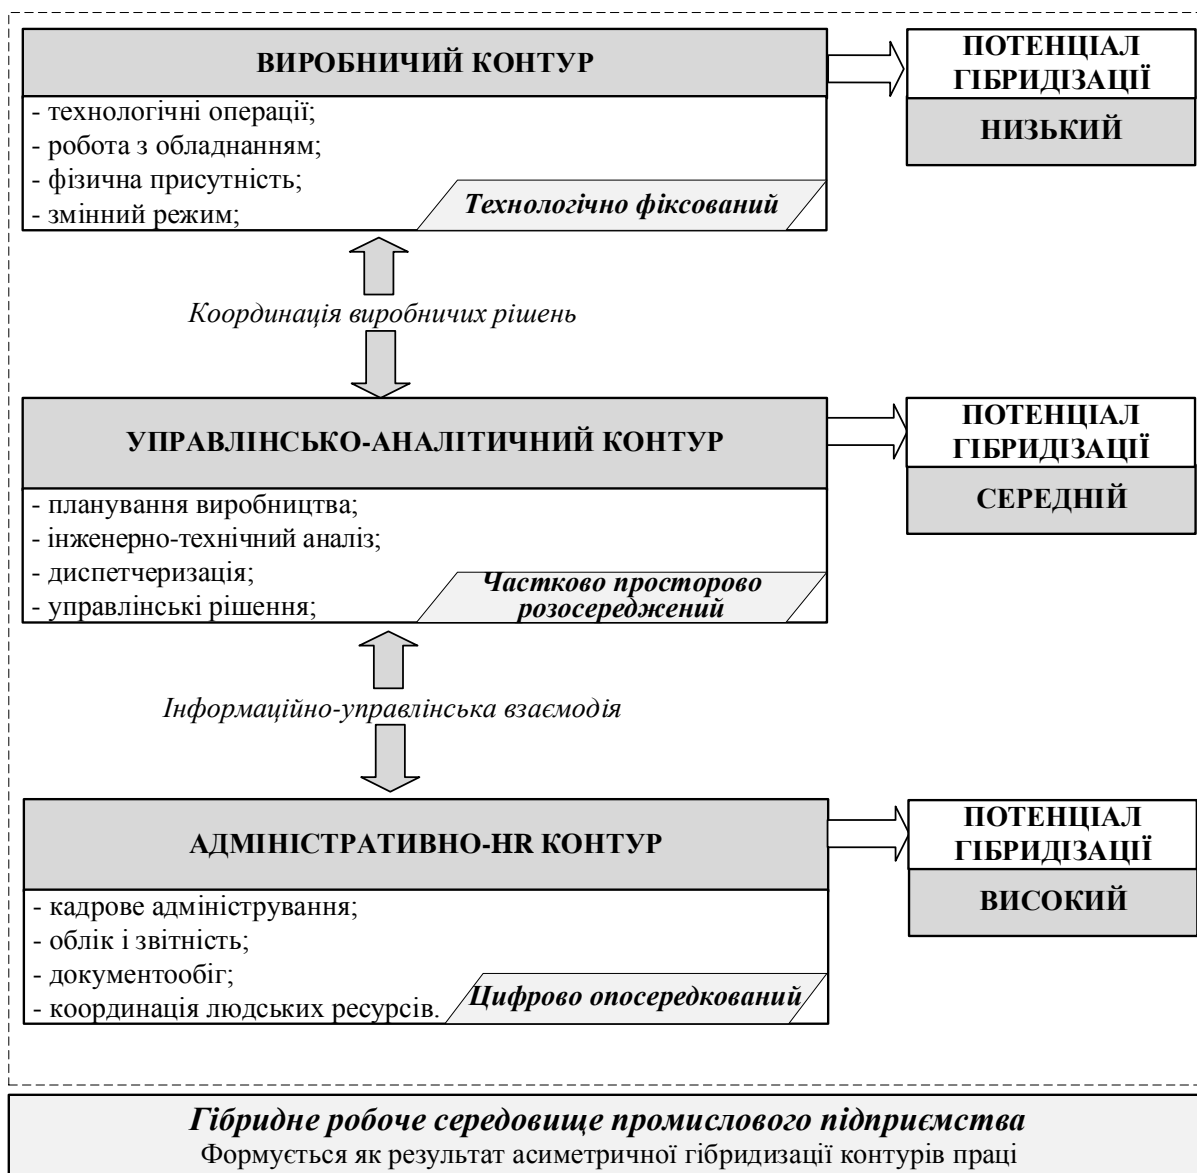 ВИРОБНИЧИЙ КОНТУР
ПОТЕНЦІАЛ
ГІБРИДИЗАЦІЇ
НИЗЬКИЙ
- технологічні операції;
- робота з обладнанням;
- фізична присутність;
- змінний режим;
Технологічно фіксований
Координація виробничих рішень
УПРАВЛІНСЬКО-АНАЛІТИЧНИЙ КОНТУР
ПОТЕНЦІАЛ
ГІБРИДИЗАЦІЇ
СЕРЕДНІЙ
- планування виробництва;
- інженерно-технічний аналіз;
- диспетчеризація;
- управлінські рішення;
Частково просторово
розосереджений
Інформаційно-управлінська взаємодія
АДМІНІСТРАТИВНО-HR КОНТУР
ПОТЕНЦІАЛ
ГІБРИДИЗАЦІЇ
ВИСОКИЙ
- кадрове адміністрування;
- облік і звітність;
- документообіг;
- координація людських ресурсів.
Цифрово опосередкований
Гібридне робоче середовище промислового підприємства
Формується як результат асиметричної гібридизації контурів праці